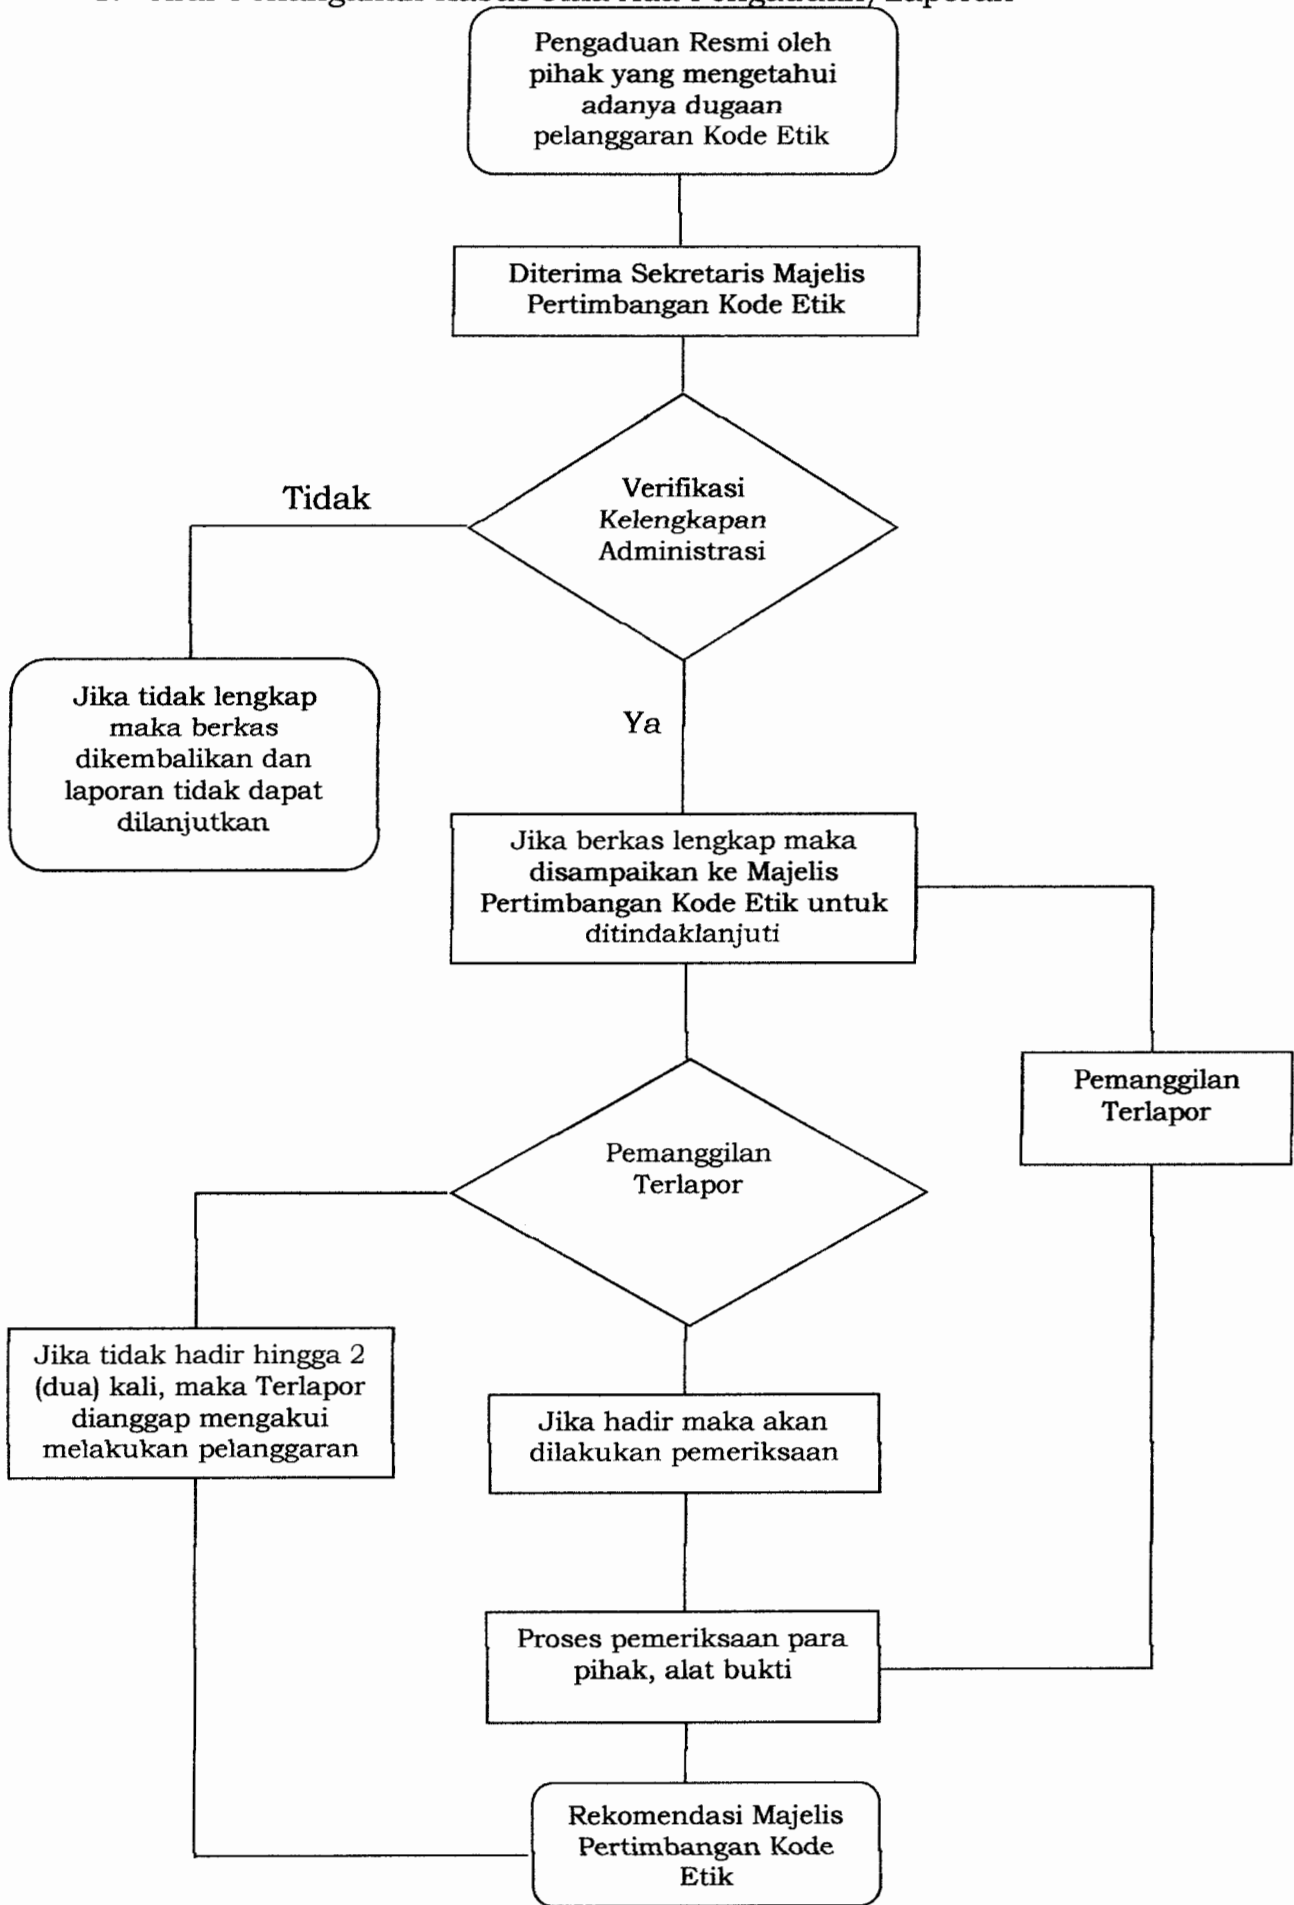 Pengaduan Resmi oleh
pihak yang mengetahui
adanya dugaan
pelanggaran Kode Etik
Diterima Sekretaris Majelis
Pertimbangan Kode Etik
Verifikasi
Kelengkapan
Administrasi
Tidak
Jika tidak lengkap
maka berkas
dikembalikan dan
laporan tidak dapat
dilanjutkan
Ya
Jika berkas lengkap maka
disampaikan ke Majelis
Pertimbangan Kode Etik untuk
ditindaklanjuti
Pemanggilan
Terlapor
Pemanggilan
Terlapor
Jika tidak hadir hingga 2
(dua) kali, maka Terlapor
dianggap mengakui
melakukan pelanggaran
Jika hadir maka akan
dilakukan pemeriksaan
Proses pemeriksaan para
pihak, alat bukti
Rekomendasi Majelis
Pertimbangan Kode
Etik